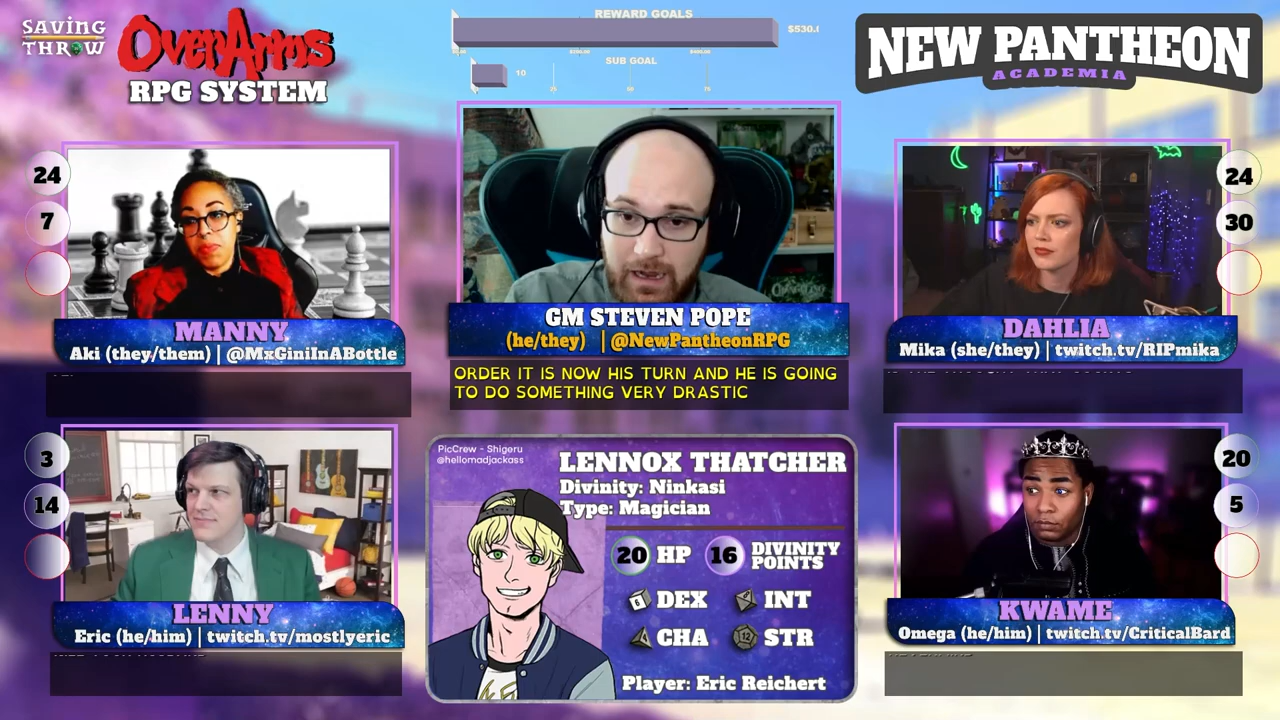 SAVING
THROW
OVERARMS
RPG SYSTEM
REWARD GOALS
SUB GOAL
10
NEW PANTHEON
ACADEMIA
24
7
MANNY
Aki (they/them) | @MxGiniInABottle
GM STEVEN POPE
(he/they) | @NewPantheonRPG
ORDER IT IS NOW HIS TURN AND HE IS GOING
TO DO SOMETHING VERY DRASTIC
24
30
DAHLIA
Mika (she/they) | twitch.tv/RIPmika
3
14
LENNY
Eric (he/him) | twitch.tv/mostlyeric
PicCrew - Shigeru
@hellomadjackass
LENNOX THATCHER
Divinity: Ninkasi
Type: Magician
20 HP 16 DIVINITY
POINTS
DEX INT
CHA 12 STR
Player: Eric Reichert
20
5
KWAME
Omega (he/him) | twitch.tv/CriticalBard